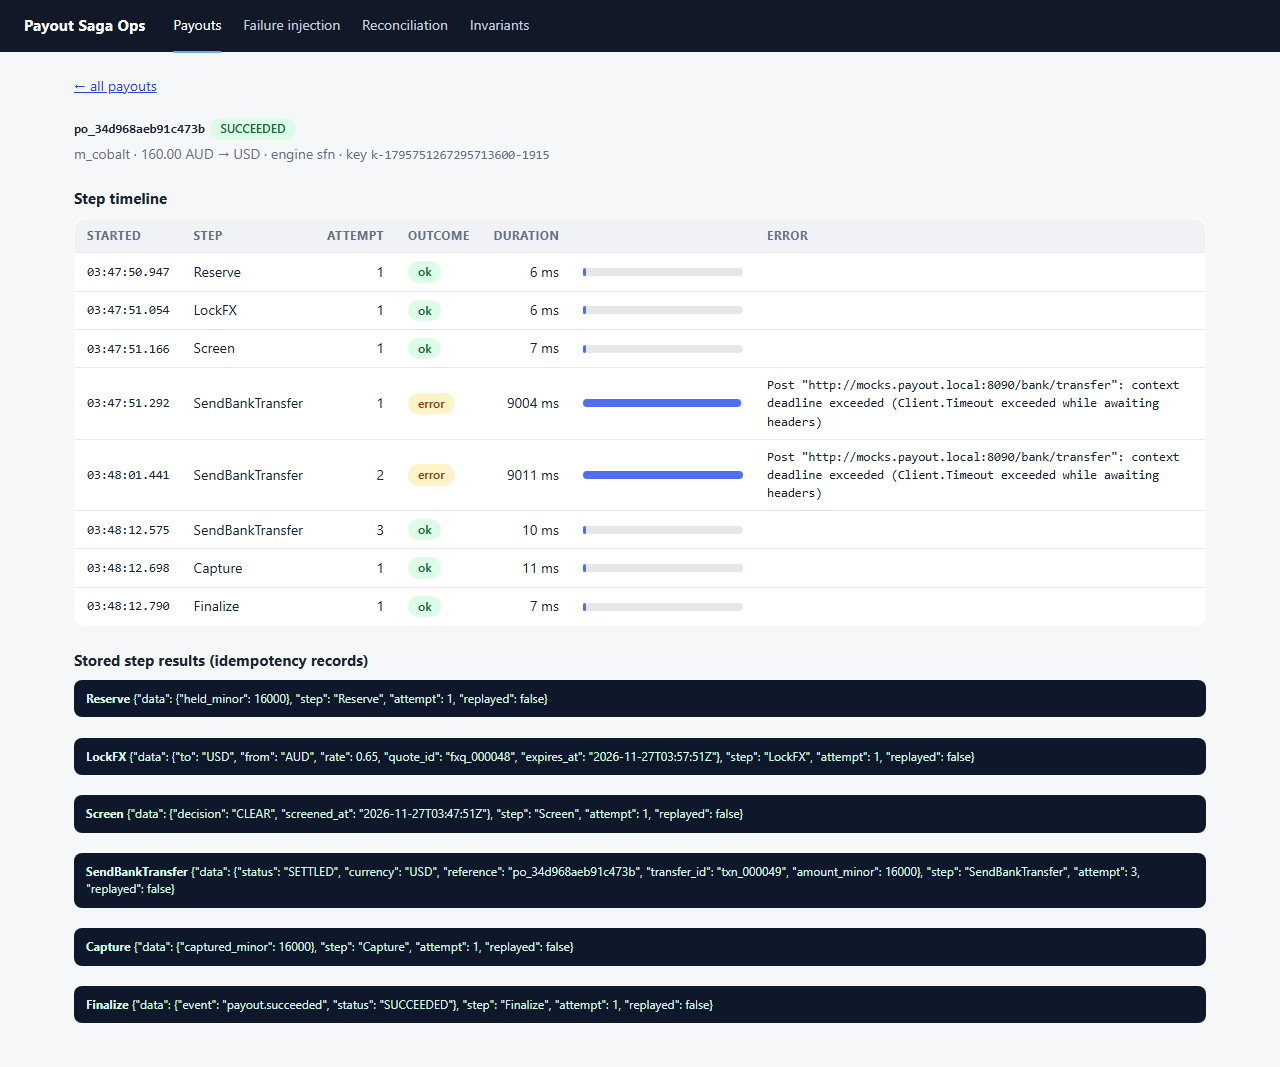 Payout Saga Ops Payouts Failure injection Reconciliation Invariants
← all payouts
po_34d968aeb91c473b SUCCEEDED
m_cobalt · 160.00 AUD → USD · engine sfn · key k-1795751267295713600-1915
Step timeline
STARTED STEP ATTEMPT OUTCOME DURATION ERROR
03:47:50.947 Reserve 1 ok 6 ms
03:47:51.054 LockFX 1 ok 6 ms
03:47:51.166 Screen 1 ok 7 ms
03:47:51.292 SendBankTransfer 1 error 9004 ms Post "http://mocks.payout.local:8090/bank/transfer": context
deadline exceeded (Client.Timeout exceeded while awaiting
headers)
03:48:01.441 SendBankTransfer 2 error 9011 ms Post "http://mocks.payout.local:8090/bank/transfer": context
deadline exceeded (Client.Timeout exceeded while awaiting
headers)
03:48:12.575 SendBankTransfer 3 ok 10 ms
03:48:12.698 Capture 1 ok 11 ms
03:48:12.790 Finalize 1 ok 7 ms
Stored step results (idempotency records)
Reserve {"data": {"held_minor": 16000}, "step": "Reserve", "attempt": 1, "replayed": false}
LockFX {"data": {"to": "USD", "from": "AUD", "rate": 0.65, "quote_id": "fxq_000048", "expires_at": "2026-11-27T03:57:51Z"}, "step": "LockFX", "attempt": 1, "replayed": false}
Screen {"data": {"decision": "CLEAR", "screened_at": "2026-11-27T03:47:51Z"}, "step": "Screen", "attempt": 1, "replayed": false}
SendBankTransfer {"data": {"status": "SETTLED", "currency": "USD", "reference": "po_34d968aeb91c473b", "transfer_id": "txn_000049", "amount_minor": 16000}, "step": "SendBankTransfer", "attempt": 3,
"replayed": false}
Capture {"data": {"captured_minor": 16000}, "step": "Capture", "attempt": 1, "replayed": false}
Finalize {"data": {"event": "payout.succeeded", "status": "SUCCEEDED"}, "step": "Finalize", "attempt": 1, "replayed": false}